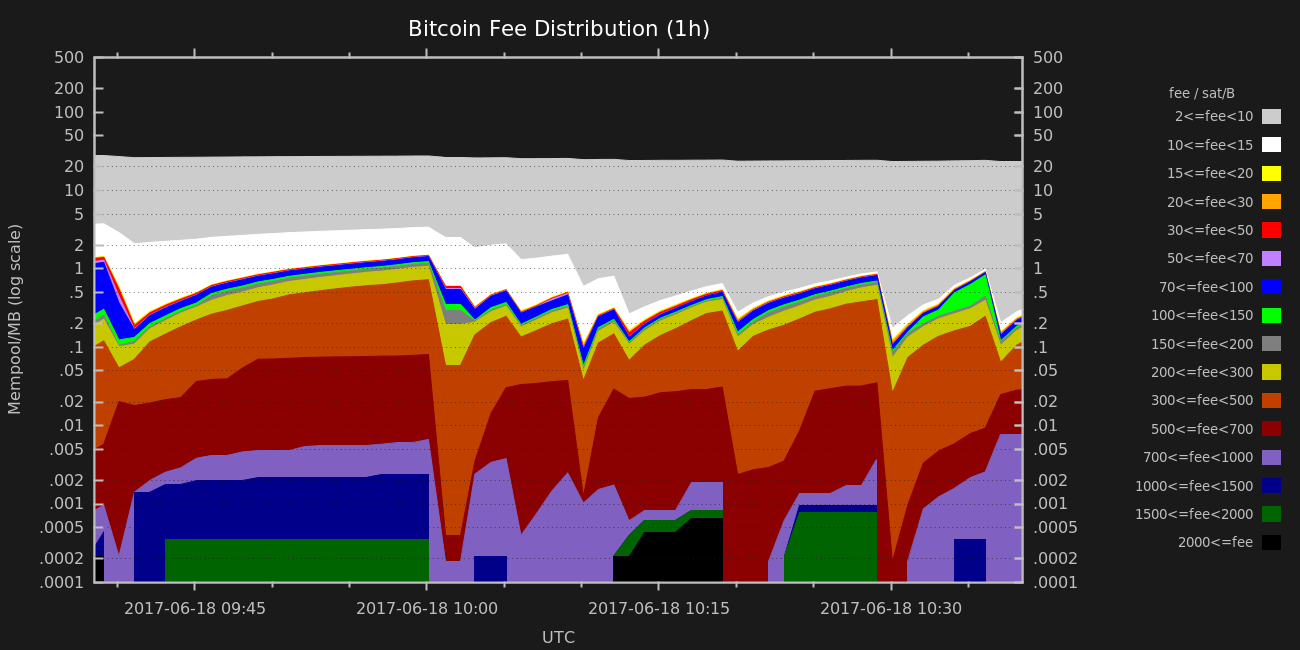 Bitcoin Fee Distribution (1h)
500 500
200 200
100 100
50 50
20 20
10 10
5 5
2 2
1 1
.5 .5
.2 .2
.1 .1
.05 .05
.02 .02
.01 .01
.005 .005
.002 .002
.001 .001
.0005 .0005
.0002 .0002
.0001 .0001
Mempool/MB (log scale)
2017-06-18 09:45 2017-06-18 10:00 2017-06-18 10:15 2017-06-18 10:30
UTC
fee / sat/B
2<=fee<10
10<=fee<15
15<=fee<20
20<=fee<30
30<=fee<50
50<=fee<70
70<=fee<100
100<=fee<150
150<=fee<200
200<=fee<300
300<=fee<500
500<=fee<700
700<=fee<1000
1000<=fee<1500
1500<=fee<2000
2000<=fee